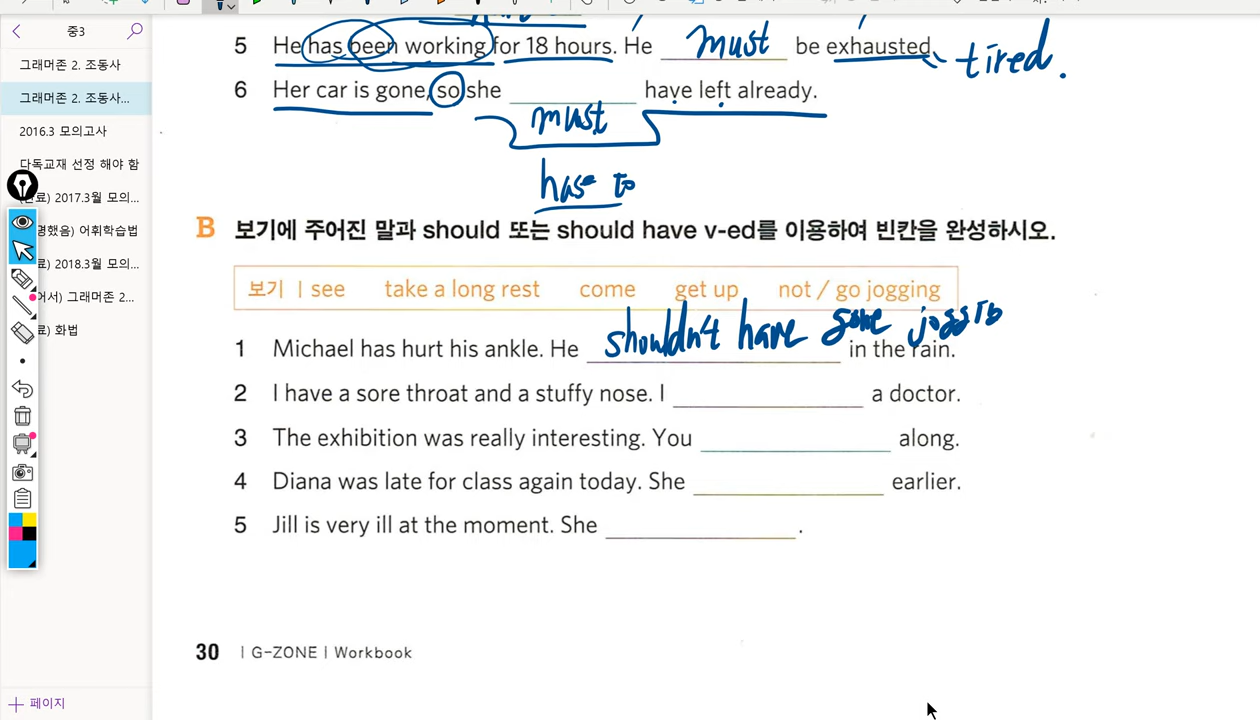 중3
그래머존 2. 조동사
그래머존 2. 조동사...
2016.3 모의고사
다독교재 선정 해야 함
료) 2017.3월 모의...
명했음) 어휘학습법
료) 2018.3월 모의...
어서) 그래머존 2...
료) 화법
페이지
5 He has been working for 18 hours. He must be exhausted. tired.
6 Her car is gone, so she must have left already.
has to
B 보기에 주어진 말과 should 또는 should have v-ed를 이용하여 빈칸을 완성하시오.
보기 | see take a long rest come get up not / go jogging
1 Michael has hurt his ankle. He shouldn't have gone jogging in the rain.
2 I have a sore throat and a stuffy nose. I ____ a doctor.
3 The exhibition was really interesting. You ____ along.
4 Diana was late for class again today. She ____ earlier.
5 Jill is very ill at the moment. She ____.
30 | G-ZONE | Workbook